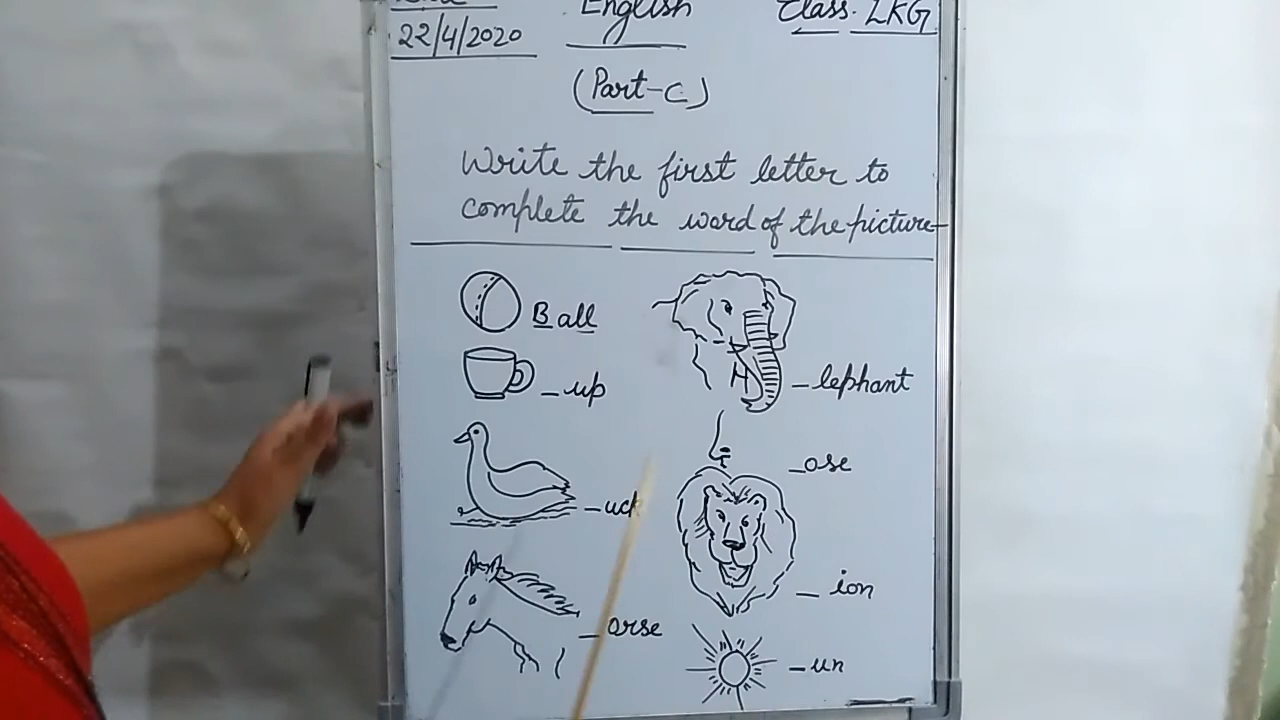 English
Class. LKG
22/4/2020
(Part-C)
Write the first letter to
complete the word of the picture-
Ball
_up
_uck
_orse
_lephant
_ose
_ion
_un